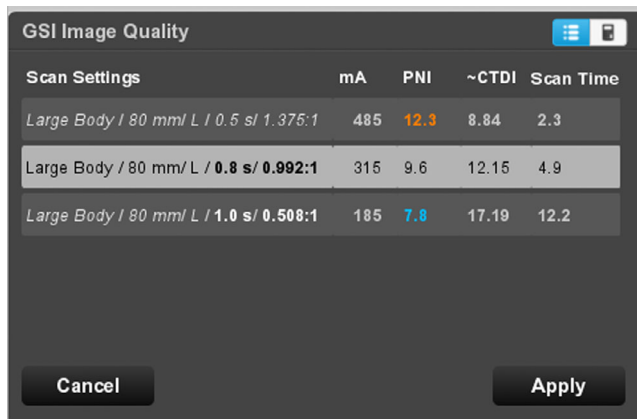 GSI Image Quality
Scan Settings mA PNI ~CTDI Scan Time
Large Body / 80 mm/ L / 0.5 s/ 1.375:1 485 12.3 8.84 2.3
Large Body / 80 mm/ L / 0.8 s/ 0.992:1 315 9.6 12.15 4.9
Large Body / 80 mm/ L / 1.0 s/ 0.508:1 185 7.8 17.19 12.2
Cancel Apply